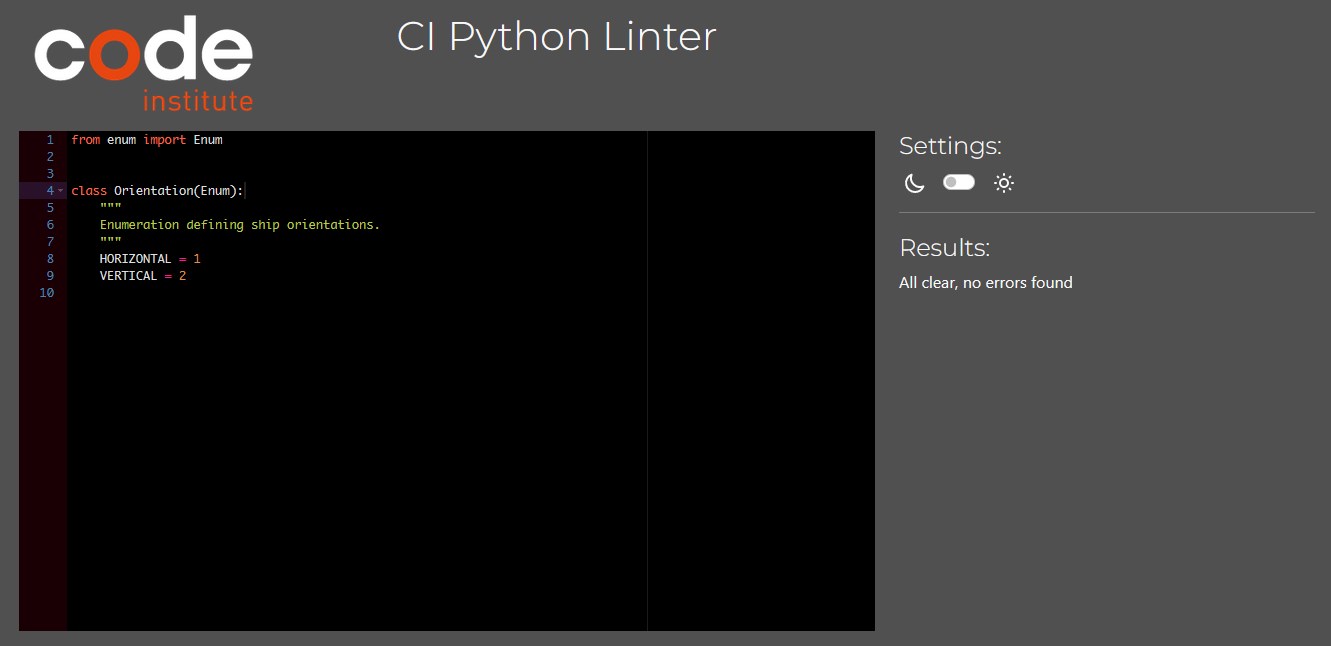 code
institute
CI Python Linter
1 from enum import Enum
2
3
4 class Orientation(Enum):
5     """
6     Enumeration defining ship orientations.
7     """
8     HORIZONTAL = 1
9     VERTICAL = 2
10
Settings:
Results:
All clear, no errors found